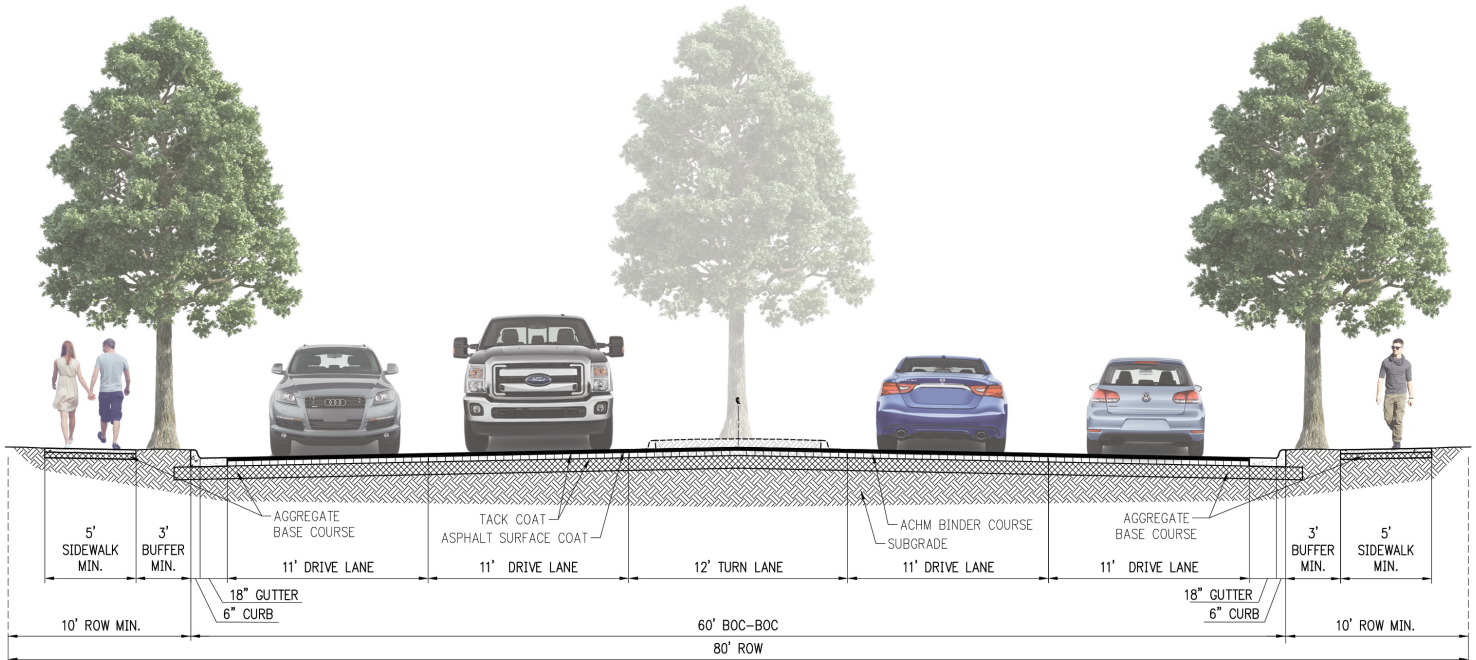 AGGREGATE
BASE COURSE
TACK COAT
ASPHALT SURFACE COAT
ACHM BINDER COURSE
SUBGRADE
AGGREGATE
BASE COURSE
5'
SIDEWALK
MIN.
3'
BUFFER
MIN.
11' DRIVE LANE
11' DRIVE LANE
12' TURN LANE
11' DRIVE LANE
11' DRIVE LANE
3'
BUFFER
MIN.
5'
SIDEWALK
MIN.
18" GUTTER
6" CURB
18" GUTTER
6" CURB
10' ROW MIN.
60' BOC-BOC
10' ROW MIN.
80' ROW